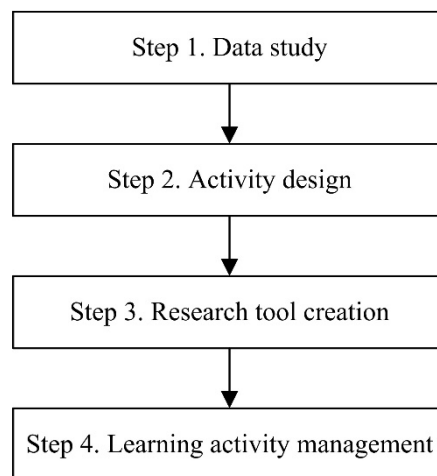 Step 1. Data study
Step 2. Activity design
Step 3. Research tool creation
Step 4. Learning activity management